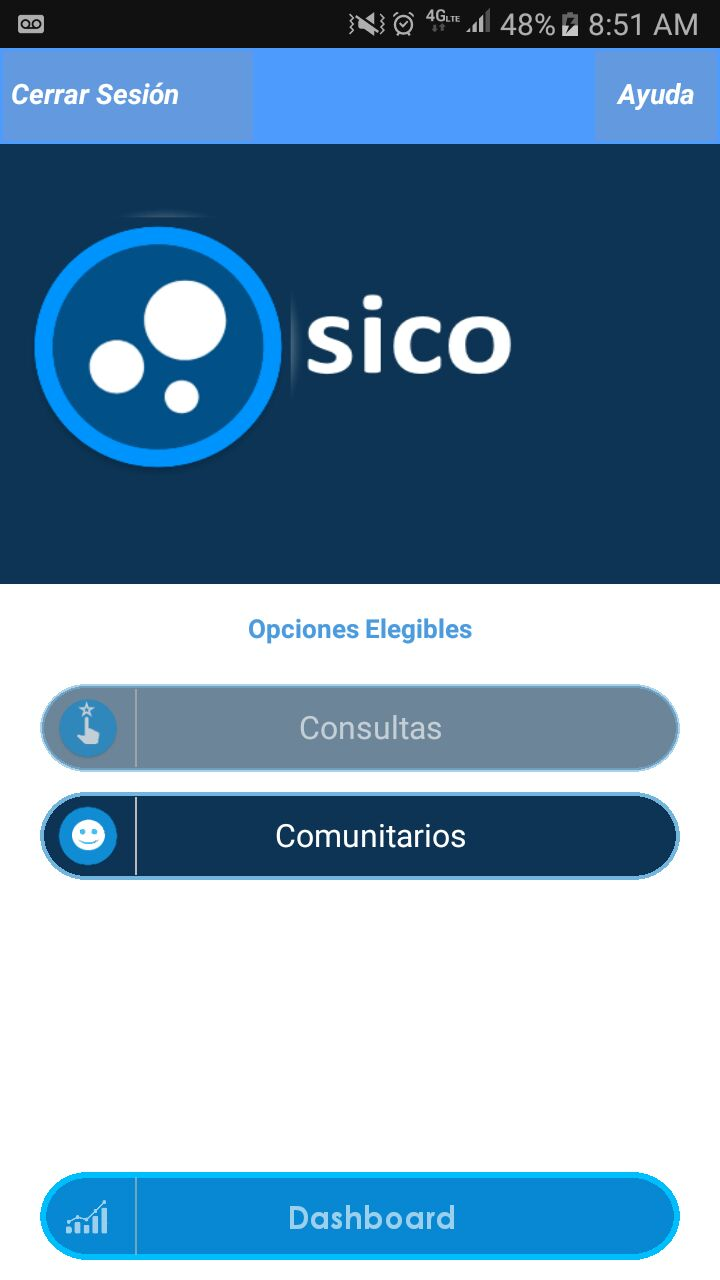 4G LTE 48% 8:51 AM
Cerrar Sesión Ayuda
sico
Opciones Elegibles
Consultas
Comunitarios
Dashboard